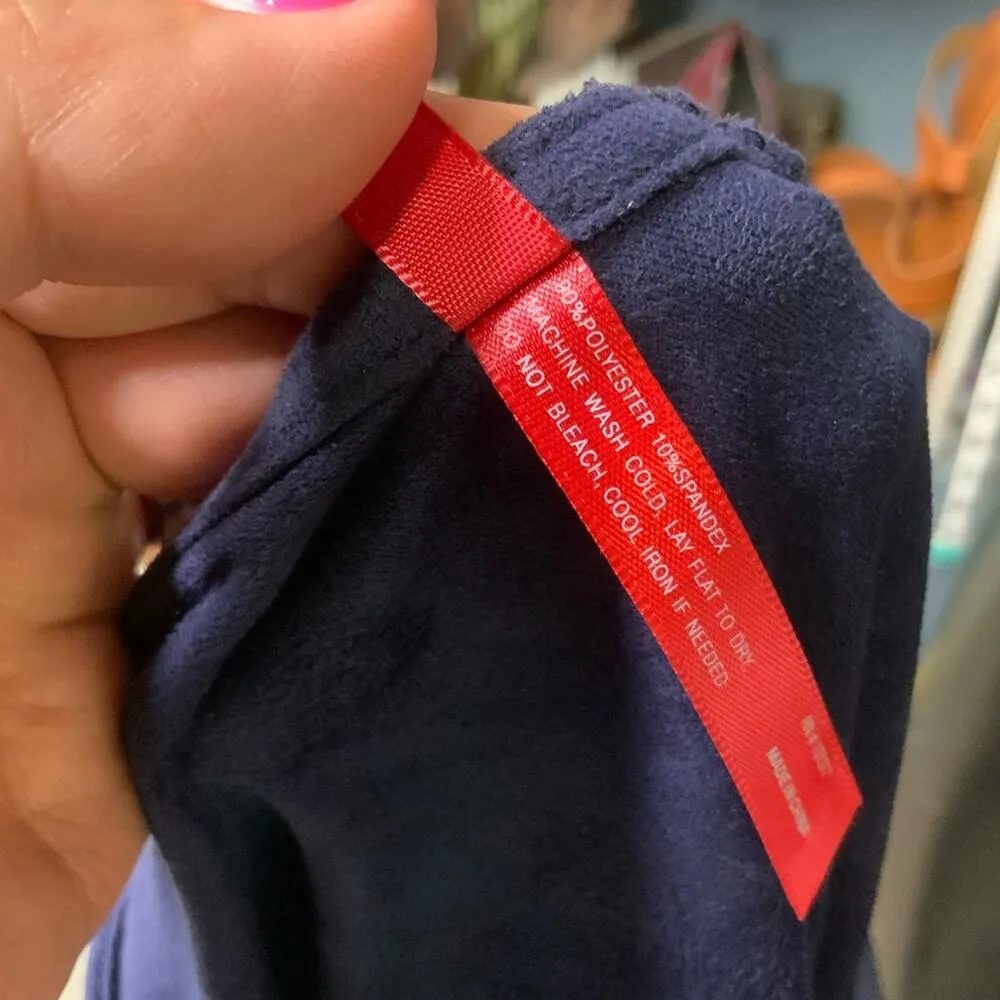 90%POLYESTER 10%SPANDEX
MACHINE WASH COLD, LAY FLAT TO DRY
DO NOT BLEACH, COOL IRON IF NEEDED
MADE IN CHINA